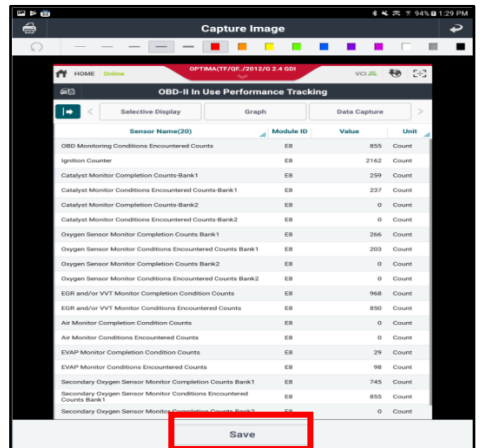 94% 1:29 PM
Capture Image
HOME Online OPTIMA(TF/QF./2012/G 2.4 GDI VCI
OBD-II In Use Performance Tracking
< Selective Display Graph Data Capture >
Sensor Name(20) Module ID Value Unit
OBD Monitoring Conditions Encountered Counts E8 855 Count
Ignition Counter E8 2162 Count
Catalyst Monitor Completion Counts-Bank1 E8 259 Count
Catalyst Monitor Conditions Encountered Counts-Bank1 E8 237 Count
Catalyst Monitor Completion Counts-Bank2 E8 0 Count
Catalyst Monitor Conditions Encountered Counts-Bank2 E8 0 Count
Oxygen Sensor Monitor Completion Counts Bank1 E8 266 Count
Oxygen Sensor Monitor Conditions Encountered Counts Bank1 E8 203 Count
Oxygen Sensor Monitor Completion Counts Bank2 E8 0 Count
Oxygen Sensor Monitor Conditions Encountered Counts Bank2 E8 0 Count
EGR and/or VVT Monitor Completion Condition Counts E8 968 Count
EGR and/or VVT Monitor Conditions Encountered Counts E8 850 Count
Air Monitor Completion Condition Counts E8 0 Count
Air Monitor Conditions Encountered Counts E8 0 Count
EVAP Monitor Completion Condition Counts E8 29 Count
EVAP Monitor Conditions Encountered Counts E8 98 Count
Secondary Oxygen Sensor Monitor Completion Counts Bank1 E8 745 Count
Secondary Oxygen Sensor Monitor Conditions Encountered
Counts Bank1 E8 855 Count
Secondary Oxygen Sensor Monitor Completion Counts Bank2 E8 0 Count
Save